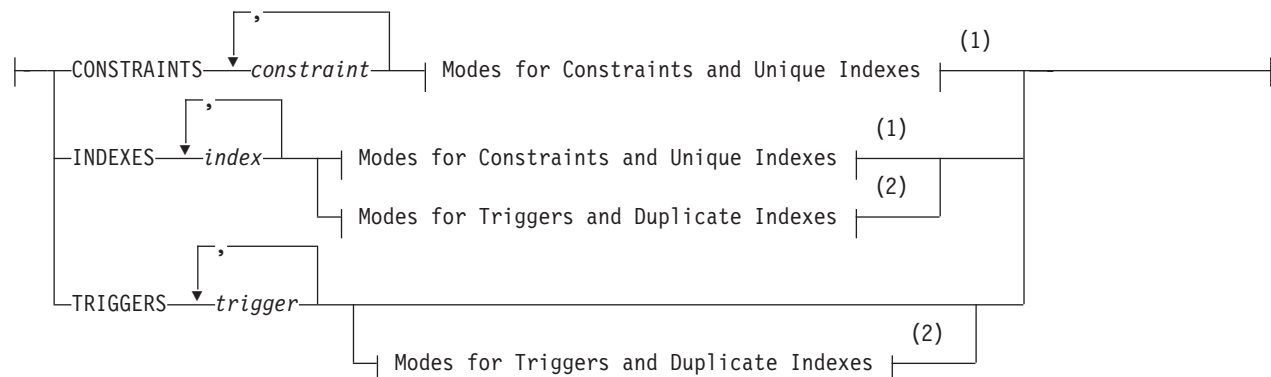 ,
(1)
CONSTRAINTS constraint Modes for Constraints and Unique Indexes
,
(1)
INDEXES index Modes for Constraints and Unique Indexes
(2)
Modes for Triggers and Duplicate Indexes
,
TRIGGERS trigger
(2)
Modes for Triggers and Duplicate Indexes